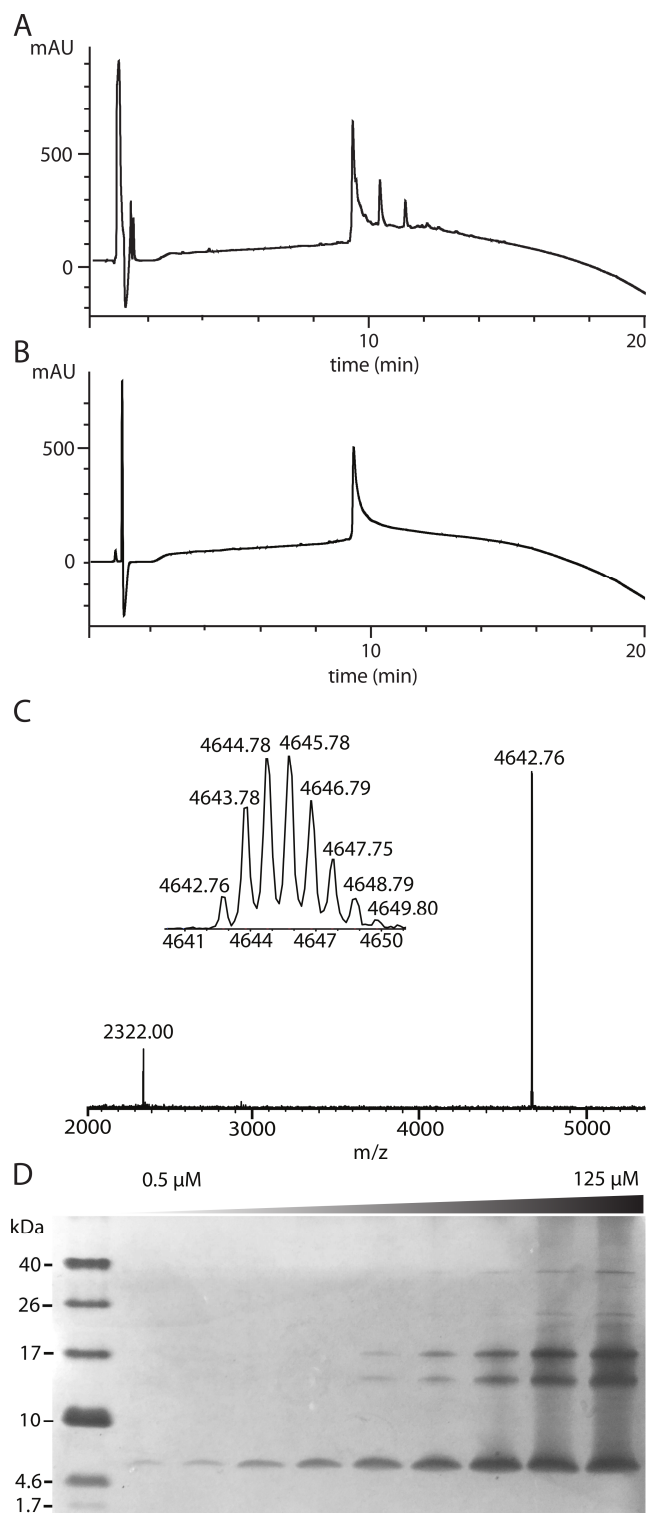 A
mAU
500
0
10
20
time (min)
B
mAU
500
0
10
20
time (min)
C
4644.78 4645.78
4643.78
4646.79
4642.76
4647.75
4648.79
4649.80
4641 4644 4647 4650
4642.76
2322.00
2000 3000 4000 5000
m/z
D
0.5 μM 125 μM
kDa
40
26
17
10
4.6
1.7